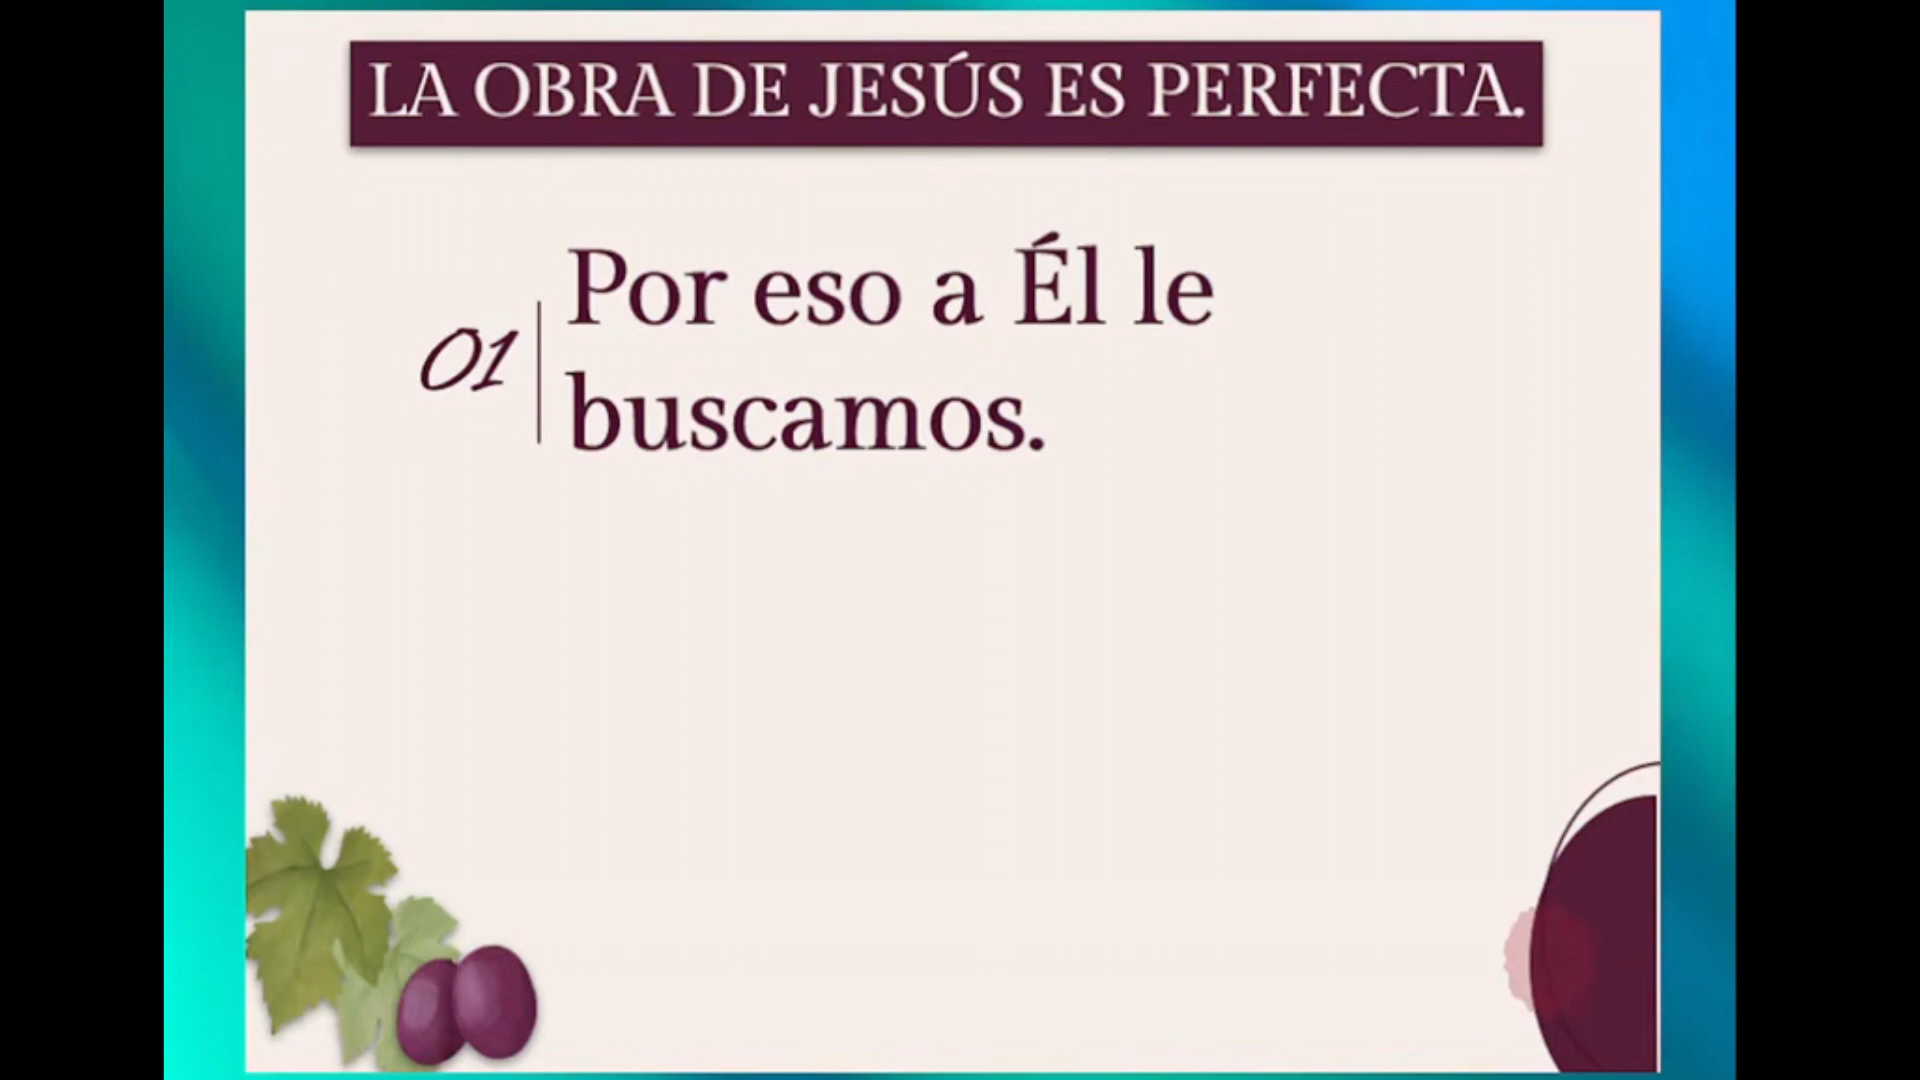 LA OBRA DE JESÚS ES PERFECTA.
01
Por eso a Él le
buscamos.